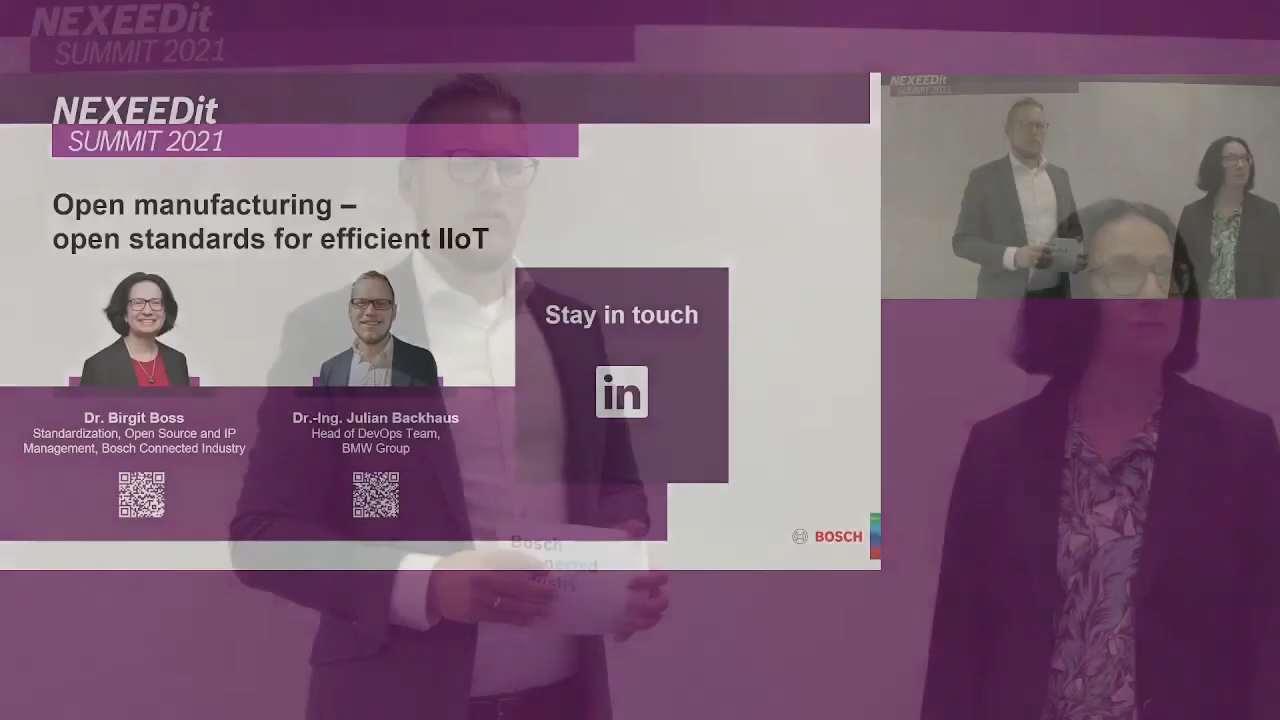 NEXEEDit
SUMMIT 2021
NEXEEDit
SUMMIT 2021
NEXEEDit
SUMMIT 2021
Open manufacturing –
open standards for efficient IIoT
Stay in touch
in
Dr. Birgit Boss
Standardization, Open Source and IP
Management, Bosch Connected Industry
Dr.-Ing. Julian Backhaus
Head of DevOps Team,
BMW Group
BOSCH
Bosch